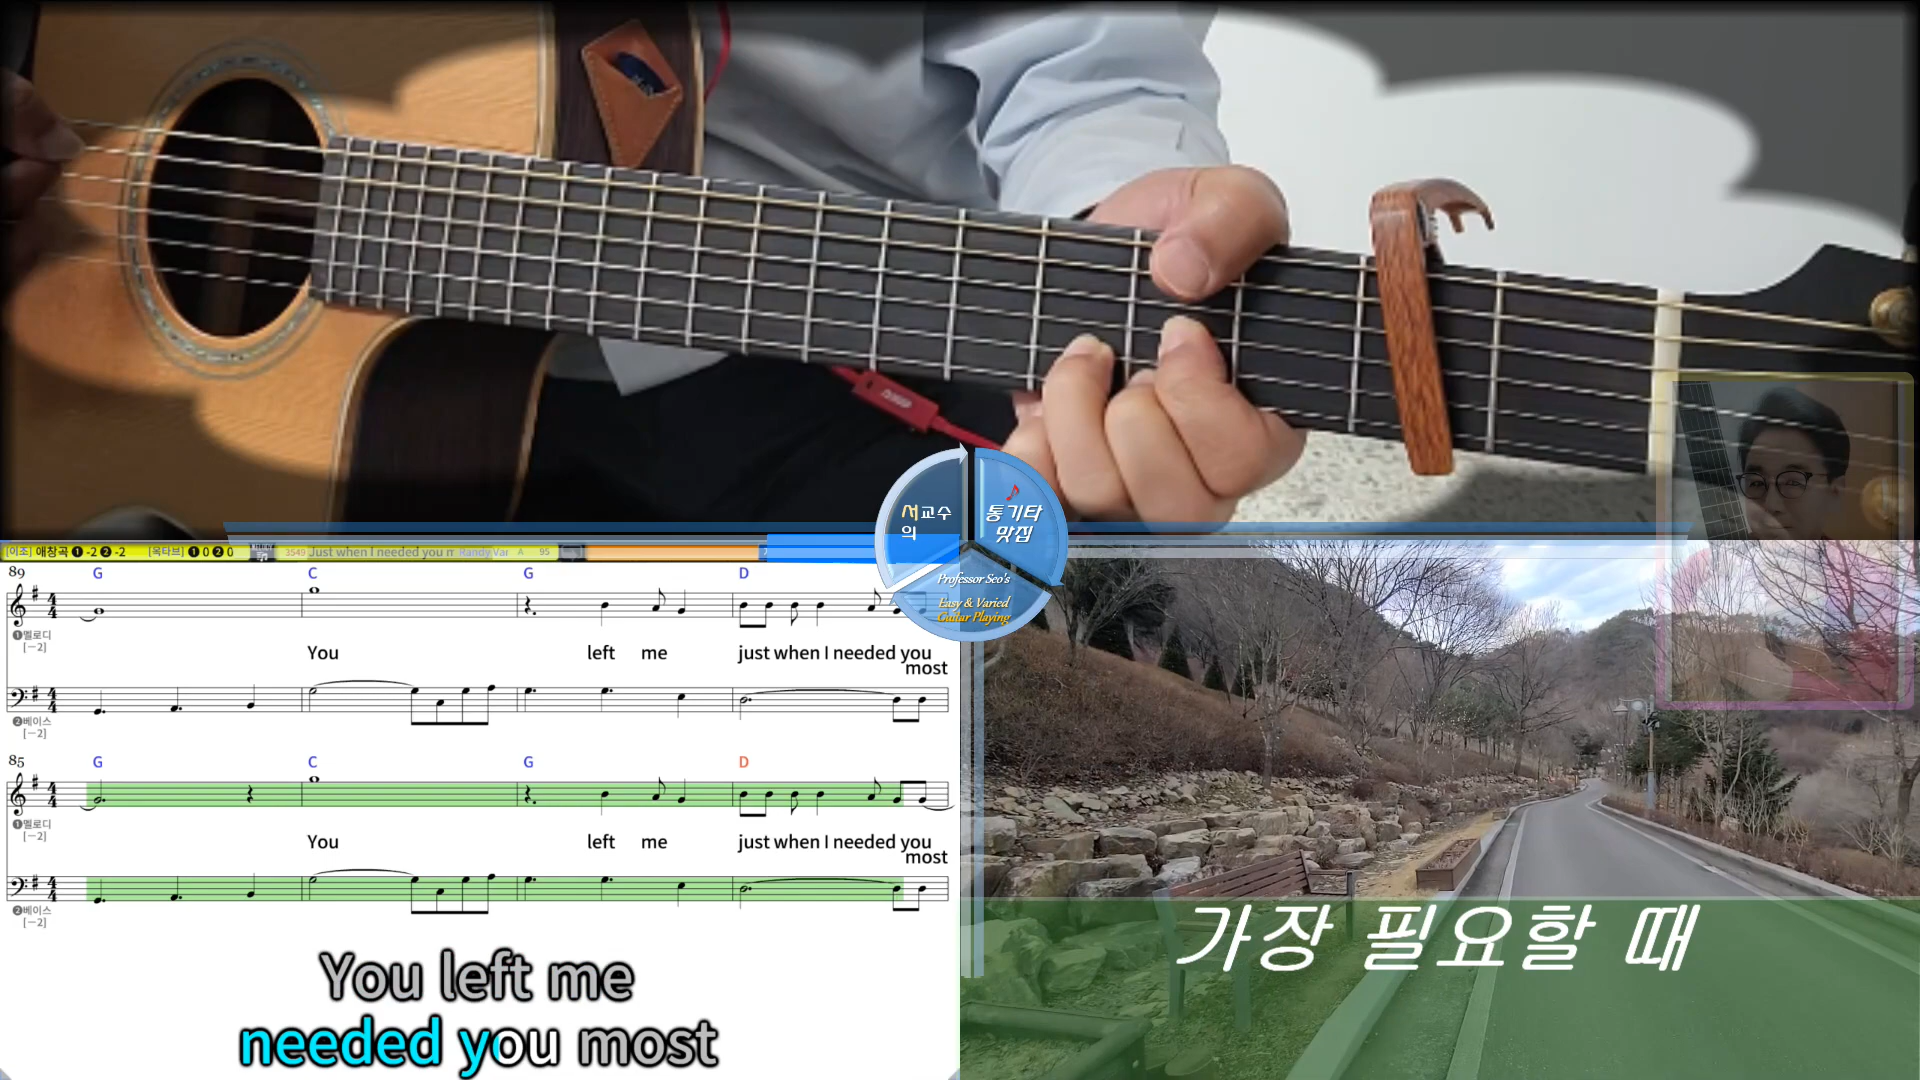 서교수
의
통기타
맛집
Professor Seo's
Easy & Varied
Guitar Playing
[이조] 애창곡 ❶ -2 ❷ -2 [옥타브] ❶ 0 ❷ 0
3549 Just when I needed you m Randy Var A 95
89
G C G D
❶멜로디
[-2]
You left me just when I needed you
most
❷베이스
[-2]
85
G C G D
❶멜로디
[-2]
You left me just when I needed you
most
❷베이스
[-2]
You left me
needed you most
가장 필요할 때